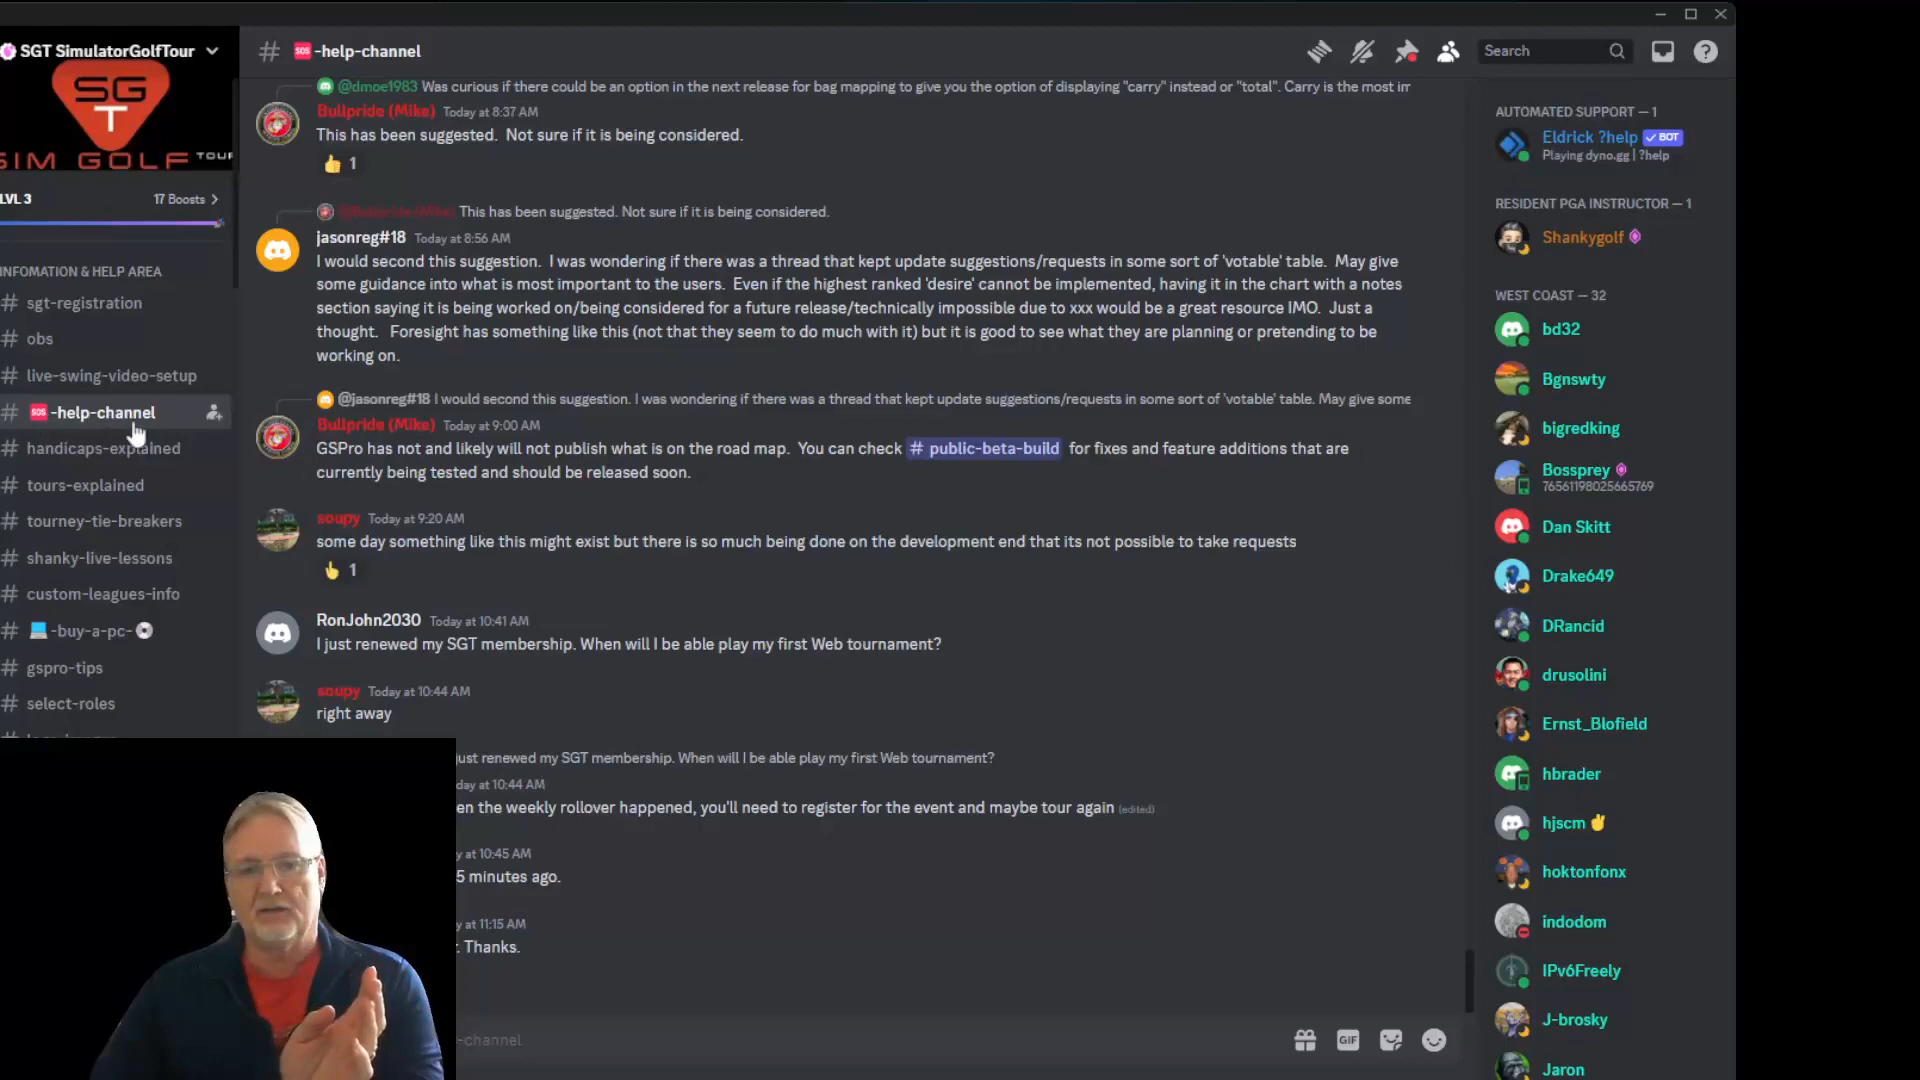 SGT SimulatorGolfTour
SG
T
SIM GOLF TOUR
LVL 3
17 Boosts
INFOMATION & HELP AREA
# sgt-registration
# obs
# live-swing-video-setup
# SOS -help-channel
# handicaps-explained
# tours-explained
# tourney-tie-breakers
# shanky-live-lessons
# custom-leagues-info
# -buy-a-pc-
# gspro-tips
# select-roles
# SOS -help-channel
Search
@dmoe1983 Was curious if there could be an option in the next release for bag mapping to give you the option of displaying "carry" instead or "total". Carry is the most im
Bullpride (Mike) Today at 8:37 AM
This has been suggested. Not sure if it is being considered.
👍 1
@Bullpride (Mike) This has been suggested. Not sure if it is being considered.
jasonreg#18 Today at 8:56 AM
I would second this suggestion. I was wondering if there was a thread that kept update suggestions/requests in some sort of 'votable' table. May give
some guidance into what is most important to the users. Even if the highest ranked 'desire' cannot be implemented, having it in the chart with a notes
section saying it is being worked on/being considered for a future release/technically impossible due to xxx would be a great resource IMO. Just a
thought. Foresight has something like this (not that they seem to do much with it) but it is good to see what they are planning or pretending to be
working on.
@jasonreg#18 I would second this suggestion. I was wondering if there was a thread that kept update suggestions/requests in some sort of 'votable' table. May give some
Bullpride (Mike) Today at 9:00 AM
GSPro has not and likely will not publish what is on the road map. You can check # public-beta-build for fixes and feature additions that are
currently being tested and should be released soon.
soupy Today at 9:20 AM
some day something like this might exist but there is so much being done on the development end that its not possible to take requests
👆 1
RonJohn2030 Today at 10:41 AM
I just renewed my SGT membership. When will I be able play my first Web tournament?
soupy Today at 10:44 AM
right away
just renewed my SGT membership. When will I be able play my first Web tournament?
day at 10:44 AM
en the weekly rollover happened, you'll need to register for the event and maybe tour again (edited)
y at 10:45 AM
5 minutes ago.
y at 11:15 AM
. Thanks.
-channel
GIF
AUTOMATED SUPPORT — 1
Eldrick ?help BOT
Playing dyno.gg | ?help
RESIDENT PGA INSTRUCTOR — 1
Shankygolf
WEST COAST — 32
bd32
Bgnswty
bigredking
Bossprey
76561198025665769
Dan Skitt
Drake649
DRancid
drusolini
Ernst_Blofield
hbrader
hjscm ✌
hoktonfonx
indodom
IPv6Freely
J-brosky
Jaron